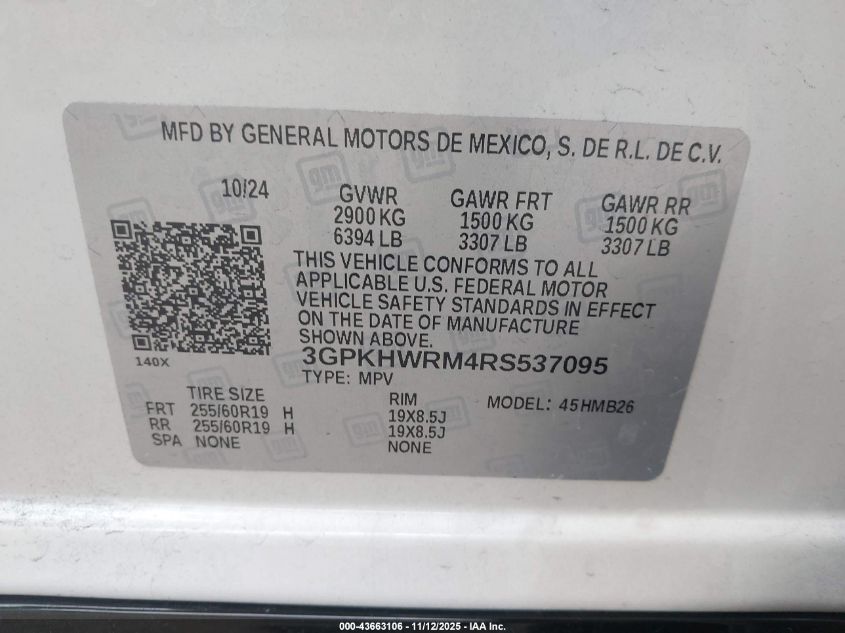 MFD BY GENERAL MOTORS DE MEXICO, S. DE R.L. DE C.V.
10/24 GVWR GAWR FRT GAWR RR
2900 KG 1500 KG 1500 KG
6394 LB 3307 LB 3307 LB
THIS VEHICLE CONFORMS TO ALL
APPLICABLE U.S. FEDERAL MOTOR
VEHICLE SAFETY STANDARDS IN EFFECT
ON THE DATE OF MANUFACTURE
SHOWN ABOVE.
140X 3GPKHWRM4RS537095
TYPE: MPV
TIRE SIZE RIM MODEL: 45HMB26
FRT 255/60R19 H 19X8.5J
RR 255/60R19 H 19X8.5J
SPA NONE NONE
gm
000-43663106 - 11/12/2025 - IAA Inc.